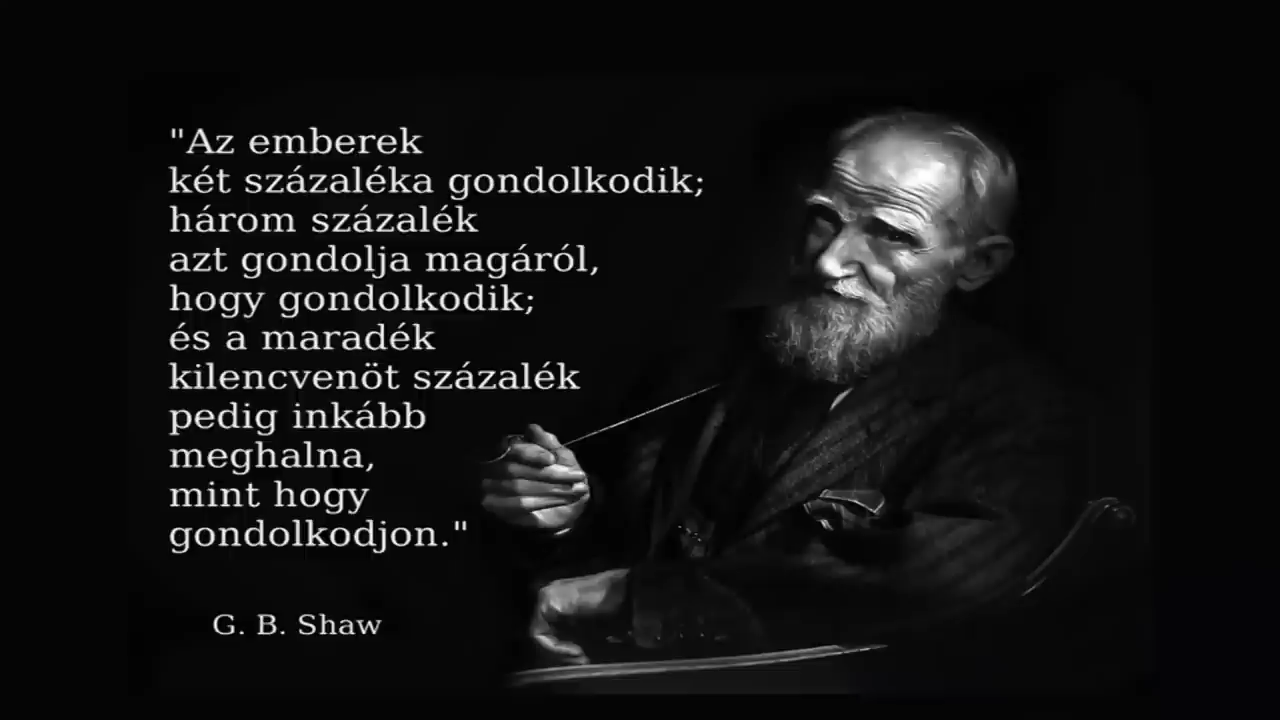 "Az emberek
két százaléka gondolkodik;
három százalék
azt gondolja magáról,
hogy gondolkodik;
és a maradék
kilencvenöt százalék
pedig inkább
meghalna,
mint hogy
gondolkodjon."
G. B. Shaw